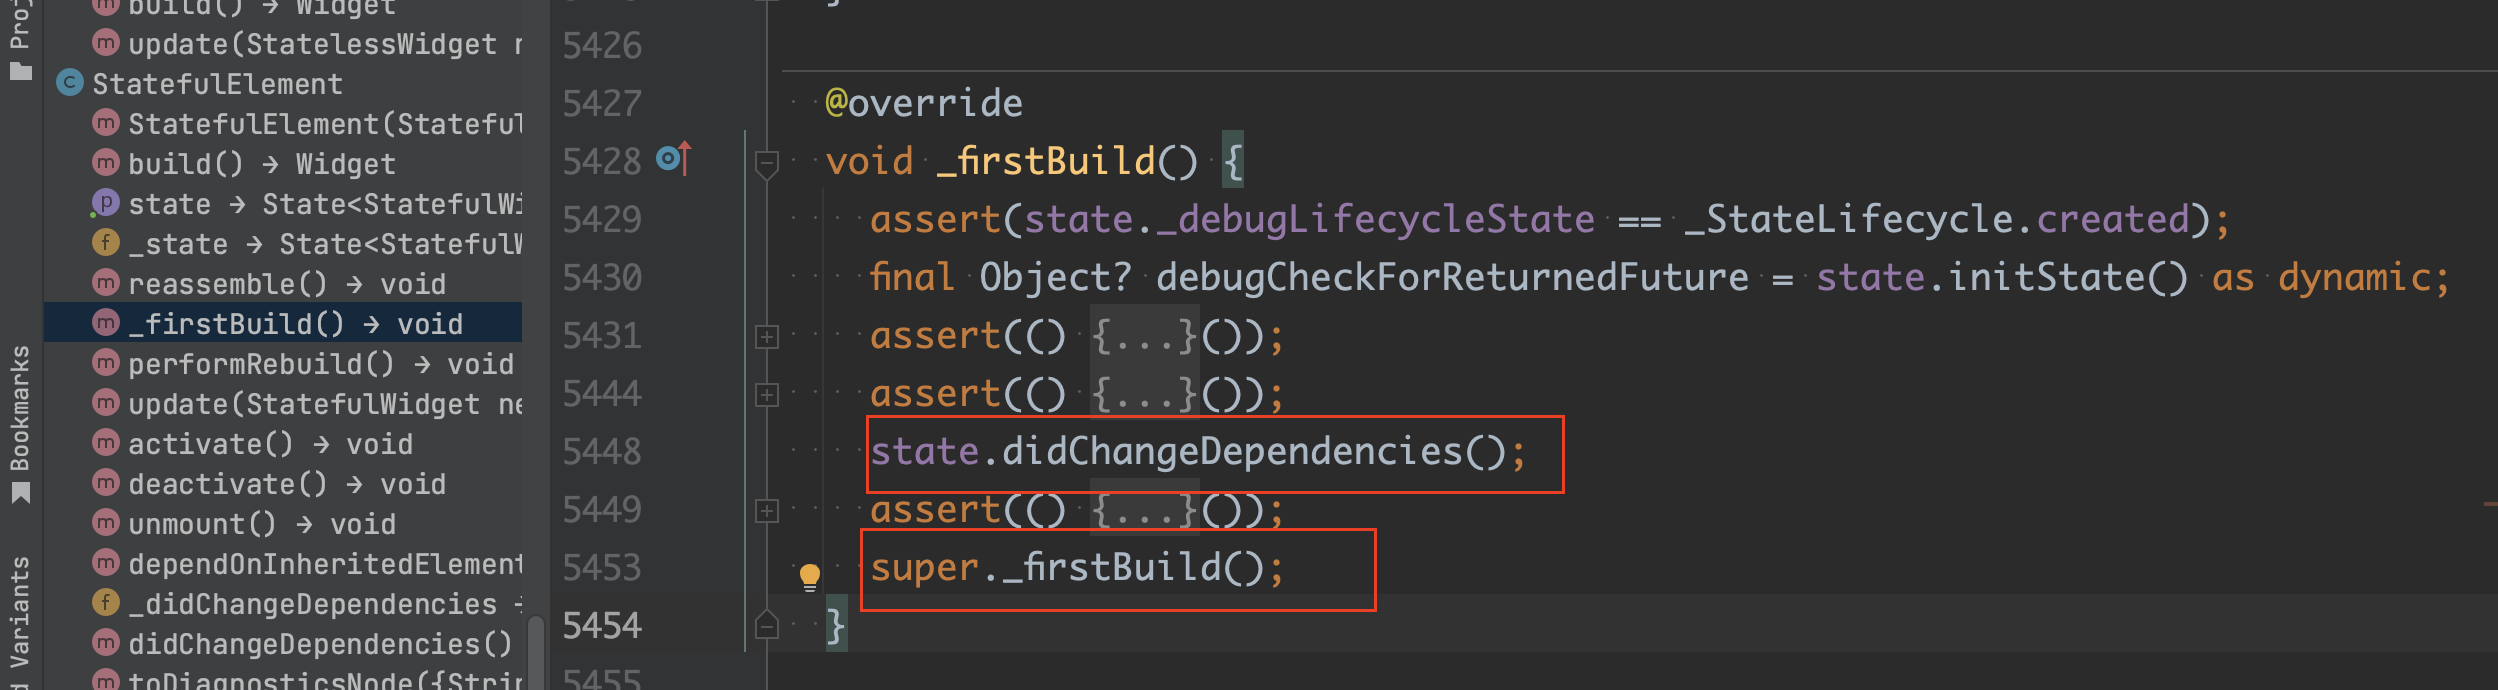 Proj
Bookmarks
d Variants
build() → Widget
update(StatelessWidget n
StatefulElement
StatefulElement(Stateful
build() → Widget
state → State<StatefulWi
_state → State<StatefulW
reassemble() → void
_firstBuild() → void
performRebuild() → void
update(StatefulWidget ne
activate() → void
deactivate() → void
unmount() → void
dependOnInheritedElement
_didChangeDependencies →
didChangeDependencies()
toDiagnosticsNode({Strin
}
5426
5427 @override
5428 void _firstBuild() {
5429 assert(state._debugLifecycleState == _StateLifecycle.created);
5430 final Object? debugCheckForReturnedFuture = state.initState() as dynamic;
5431 assert(() {...}());
5444 assert(() {...}());
5448 state.didChangeDependencies();
5449 assert(() {...}());
5453 super._firstBuild();
5454 }
5455